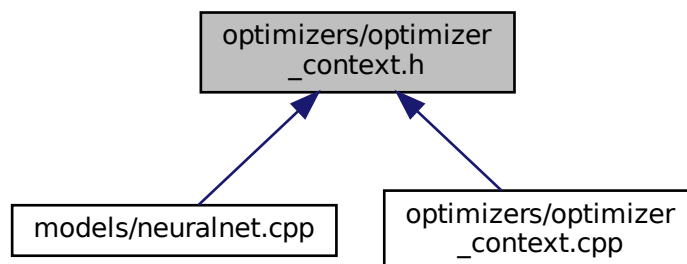 optimizers/optimizer
_context.h
models/neuralnet.cpp
optimizers/optimizer
_context.cpp